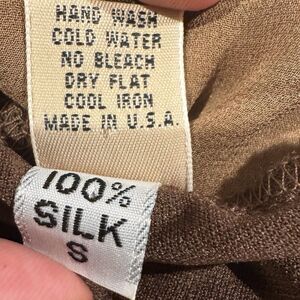 HAND WASH
COLD WATER
NO BLEACH
DRY FLAT
COOL IRON
MADE IN U.S.A.
100%
SILK
S